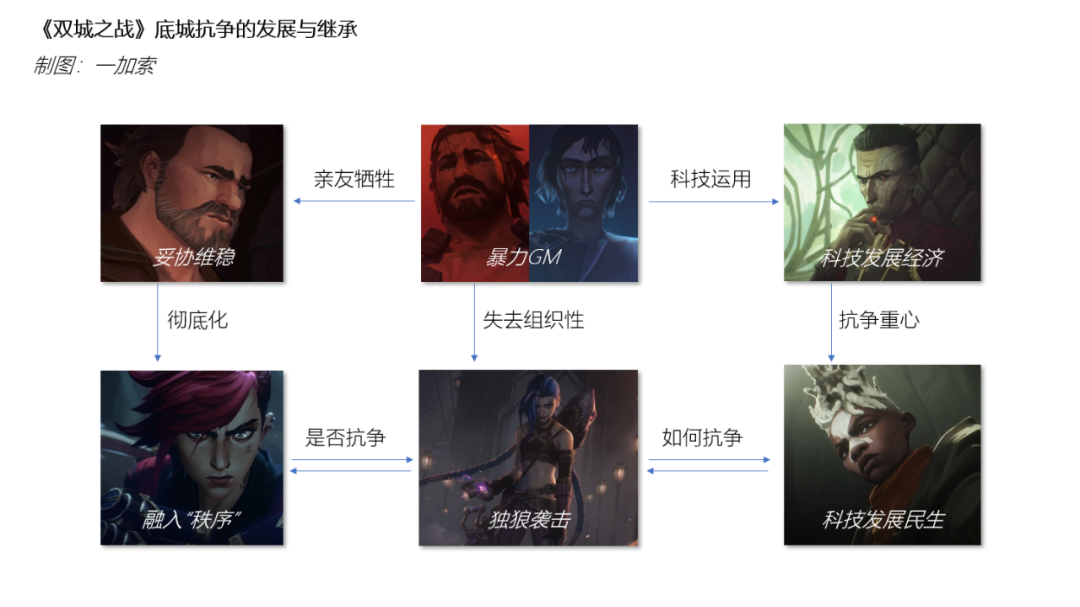 《双城之战》底城抗争的发展与继承
制图：一加索
亲友牺牲
科技运用
妥协维稳
暴力GM
科技发展经济
彻底化
失去组织性
抗争重心
是否抗争
如何抗争
融入“秩序”
独狼袭击
科技发展民生